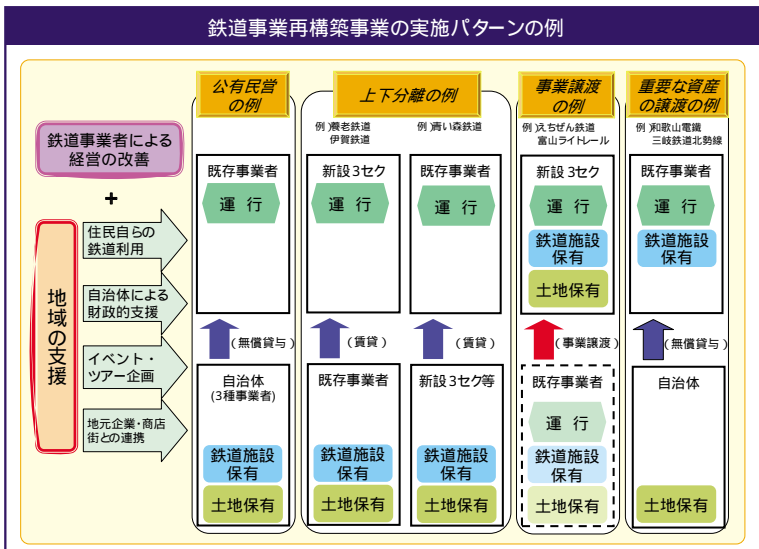 鉄道事業再構築事業の実施パターンの例
鉄道事業者による
経営の改善
+
地域の支援
住民自らの
鉄道利用
自治体による
財政的支援
イベント・
ツアー企画
地元企業・商店
街との連携
公有民営
の例
既存事業者
運 行
(無償貸与)
自治体
(3種事業者)
鉄道施設
保有
土地保有
上下分離の例
例)養老鉄道
伊賀鉄道
新設3セク
運 行
(賃貸)
既存事業者
鉄道施設
保有
土地保有
例)青い森鉄道
既存事業者
運 行
(賃貸)
新設3セク等
鉄道施設
保有
土地保有
事業譲渡
の例
例)えちぜん鉄道
富山ライトレール
新設3セク
運 行
鉄道施設
保有
土地保有
(事業譲渡)
既存事業者
運 行
鉄道施設
保有
土地保有
重要な資産
の譲渡の例
例)和歌山電鐵
三岐鉄道北勢線
既存事業者
運 行
鉄道施設
保有
(無償貸与)
自治体
土地保有